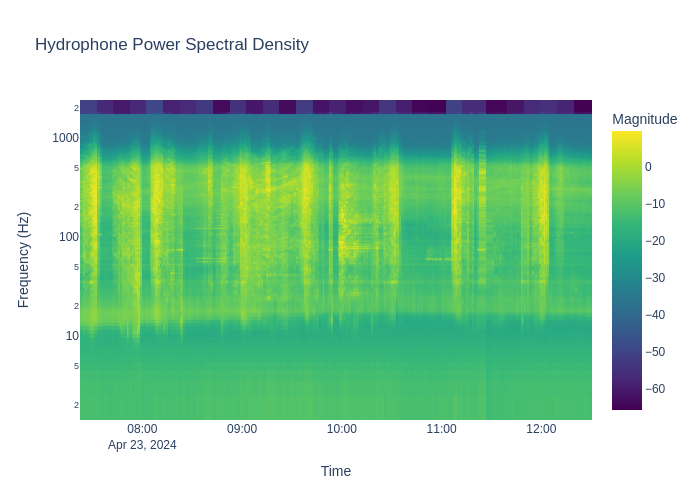 Hydrophone Power Spectral Density
Magnitude
2
1000
5
2
100
5
2
10
5
2
Frequency (Hz)
0
−10
−20
−30
−40
−50
−60
08:00 09:00 10:00 11:00 12:00
Apr 23, 2024
Time